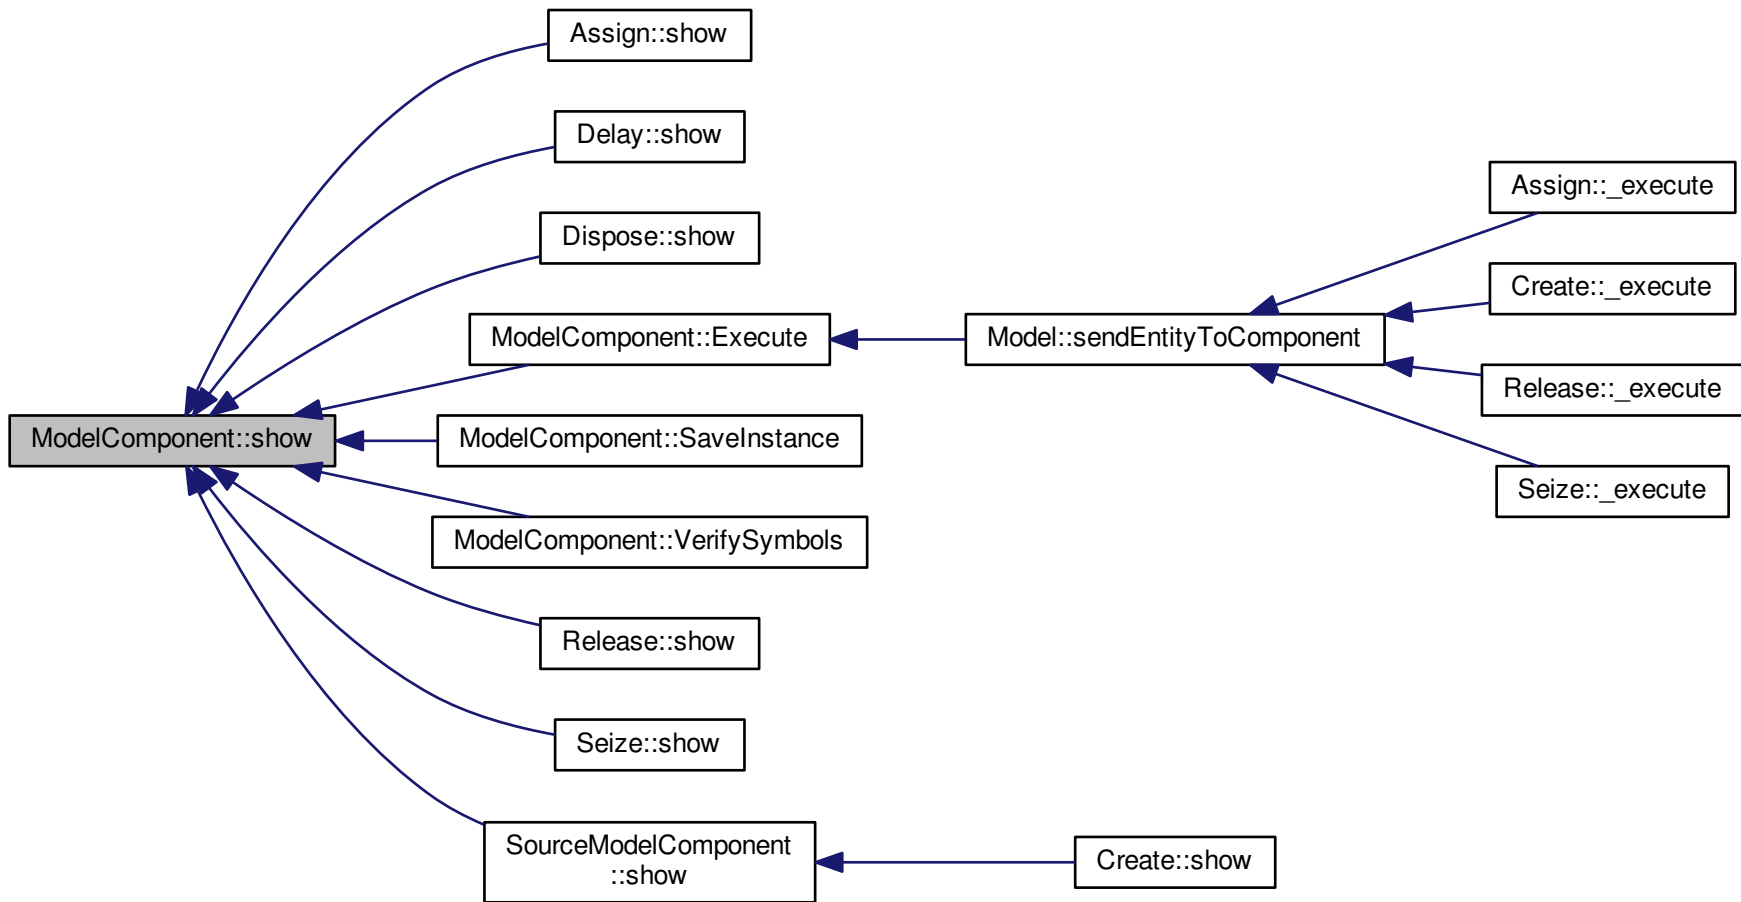 Assign::show
Delay::show
Dispose::show
ModelComponent::Execute
ModelComponent::show
ModelComponent::SaveInstance
ModelComponent::VerifySymbols
Release::show
Seize::show
SourceModelComponent
::show
Create::show
Model::sendEntityToComponent
Assign::_execute
Create::_execute
Release::_execute
Seize::_execute